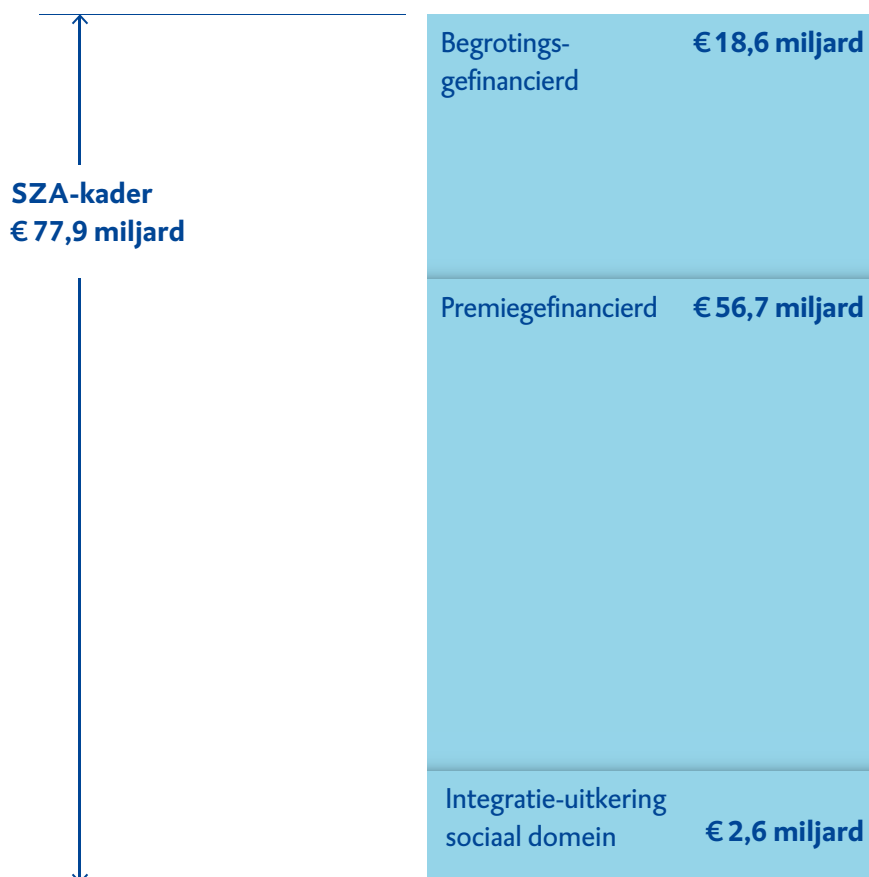 Begrotings- € 18,6 miljard
gefinancierd
SZA-kader
€ 77,9 miljard
Premiegefinancierd € 56,7 miljard
Integratie-uitkering
sociaal domein € 2,6 miljard